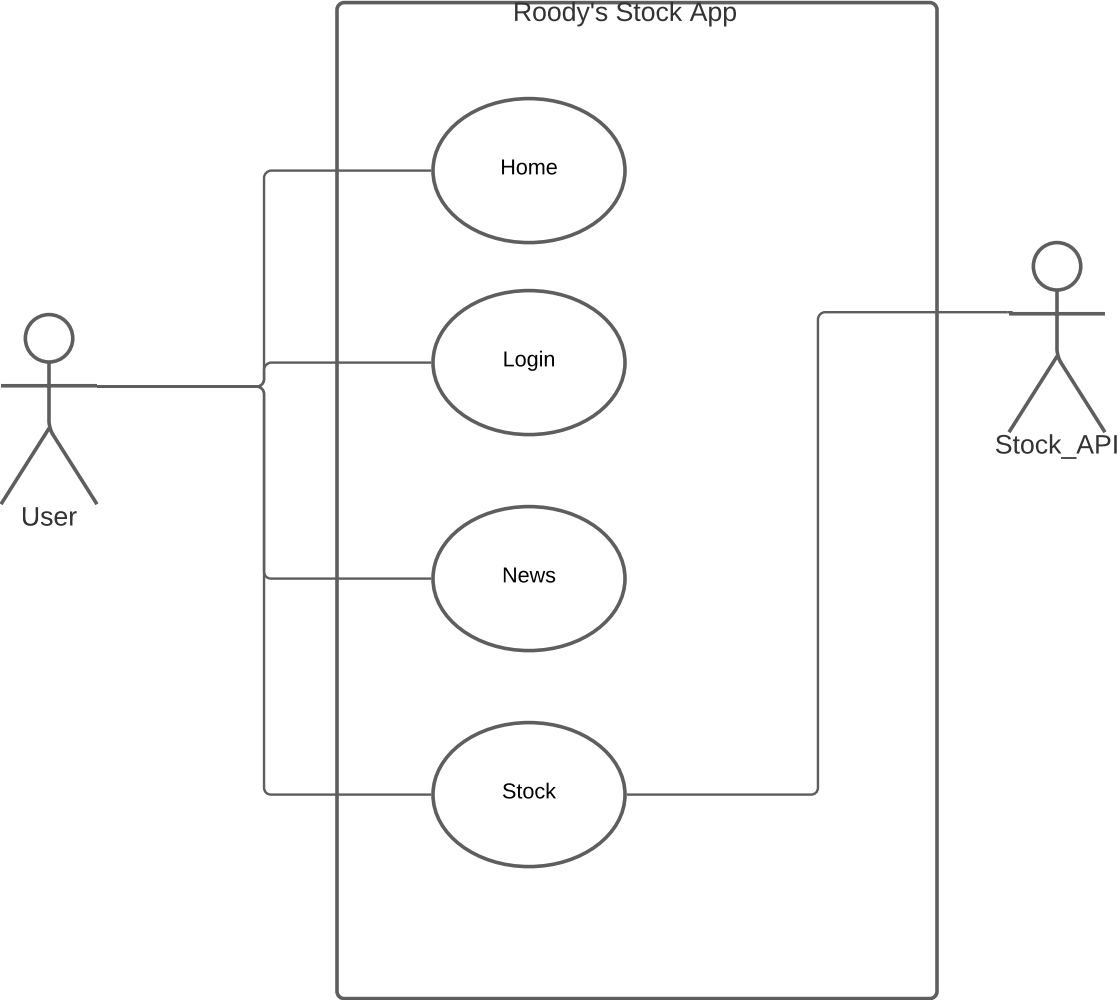 Roody's Stock App
Home
Login
News
Stock
User
Stock_API